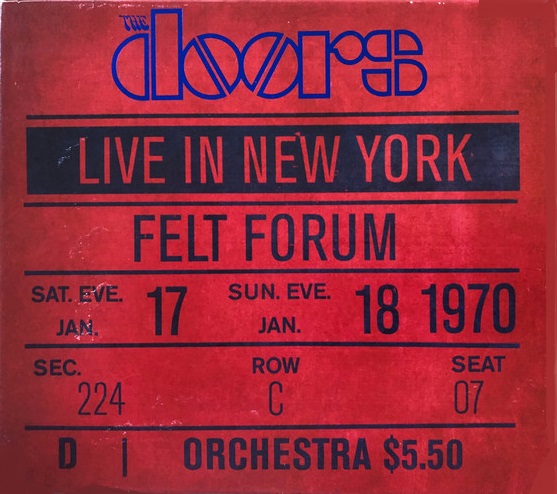 THE
doors
LIVE IN NEW YORK
FELT FORUM
SAT. EVE. JAN. 17 SUN. EVE. JAN. 18 1970
SEC. ROW SEAT
224 C 07
D | ORCHESTRA $5.50